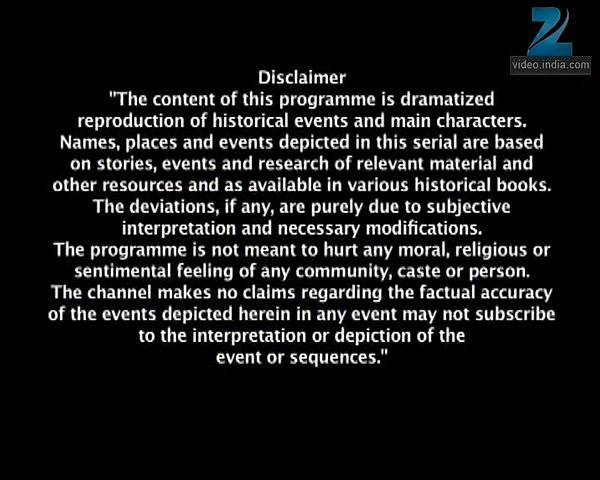 video.india.com
Disclaimer
"The content of this programme is dramatized
reproduction of historical events and main characters.
Names, places and events depicted in this serial are based
on stories, events and research of relevant material and
other resources and as available in various historical books.
The deviations, if any, are purely due to subjective
interpretation and necessary modifications.
The programme is not meant to hurt any moral, religious or
sentimental feeling of any community, caste or person.
The channel makes no claims regarding the factual accuracy
of the events depicted herein in any event may not subscribe
to the interpretation or depiction of the
event or sequences."